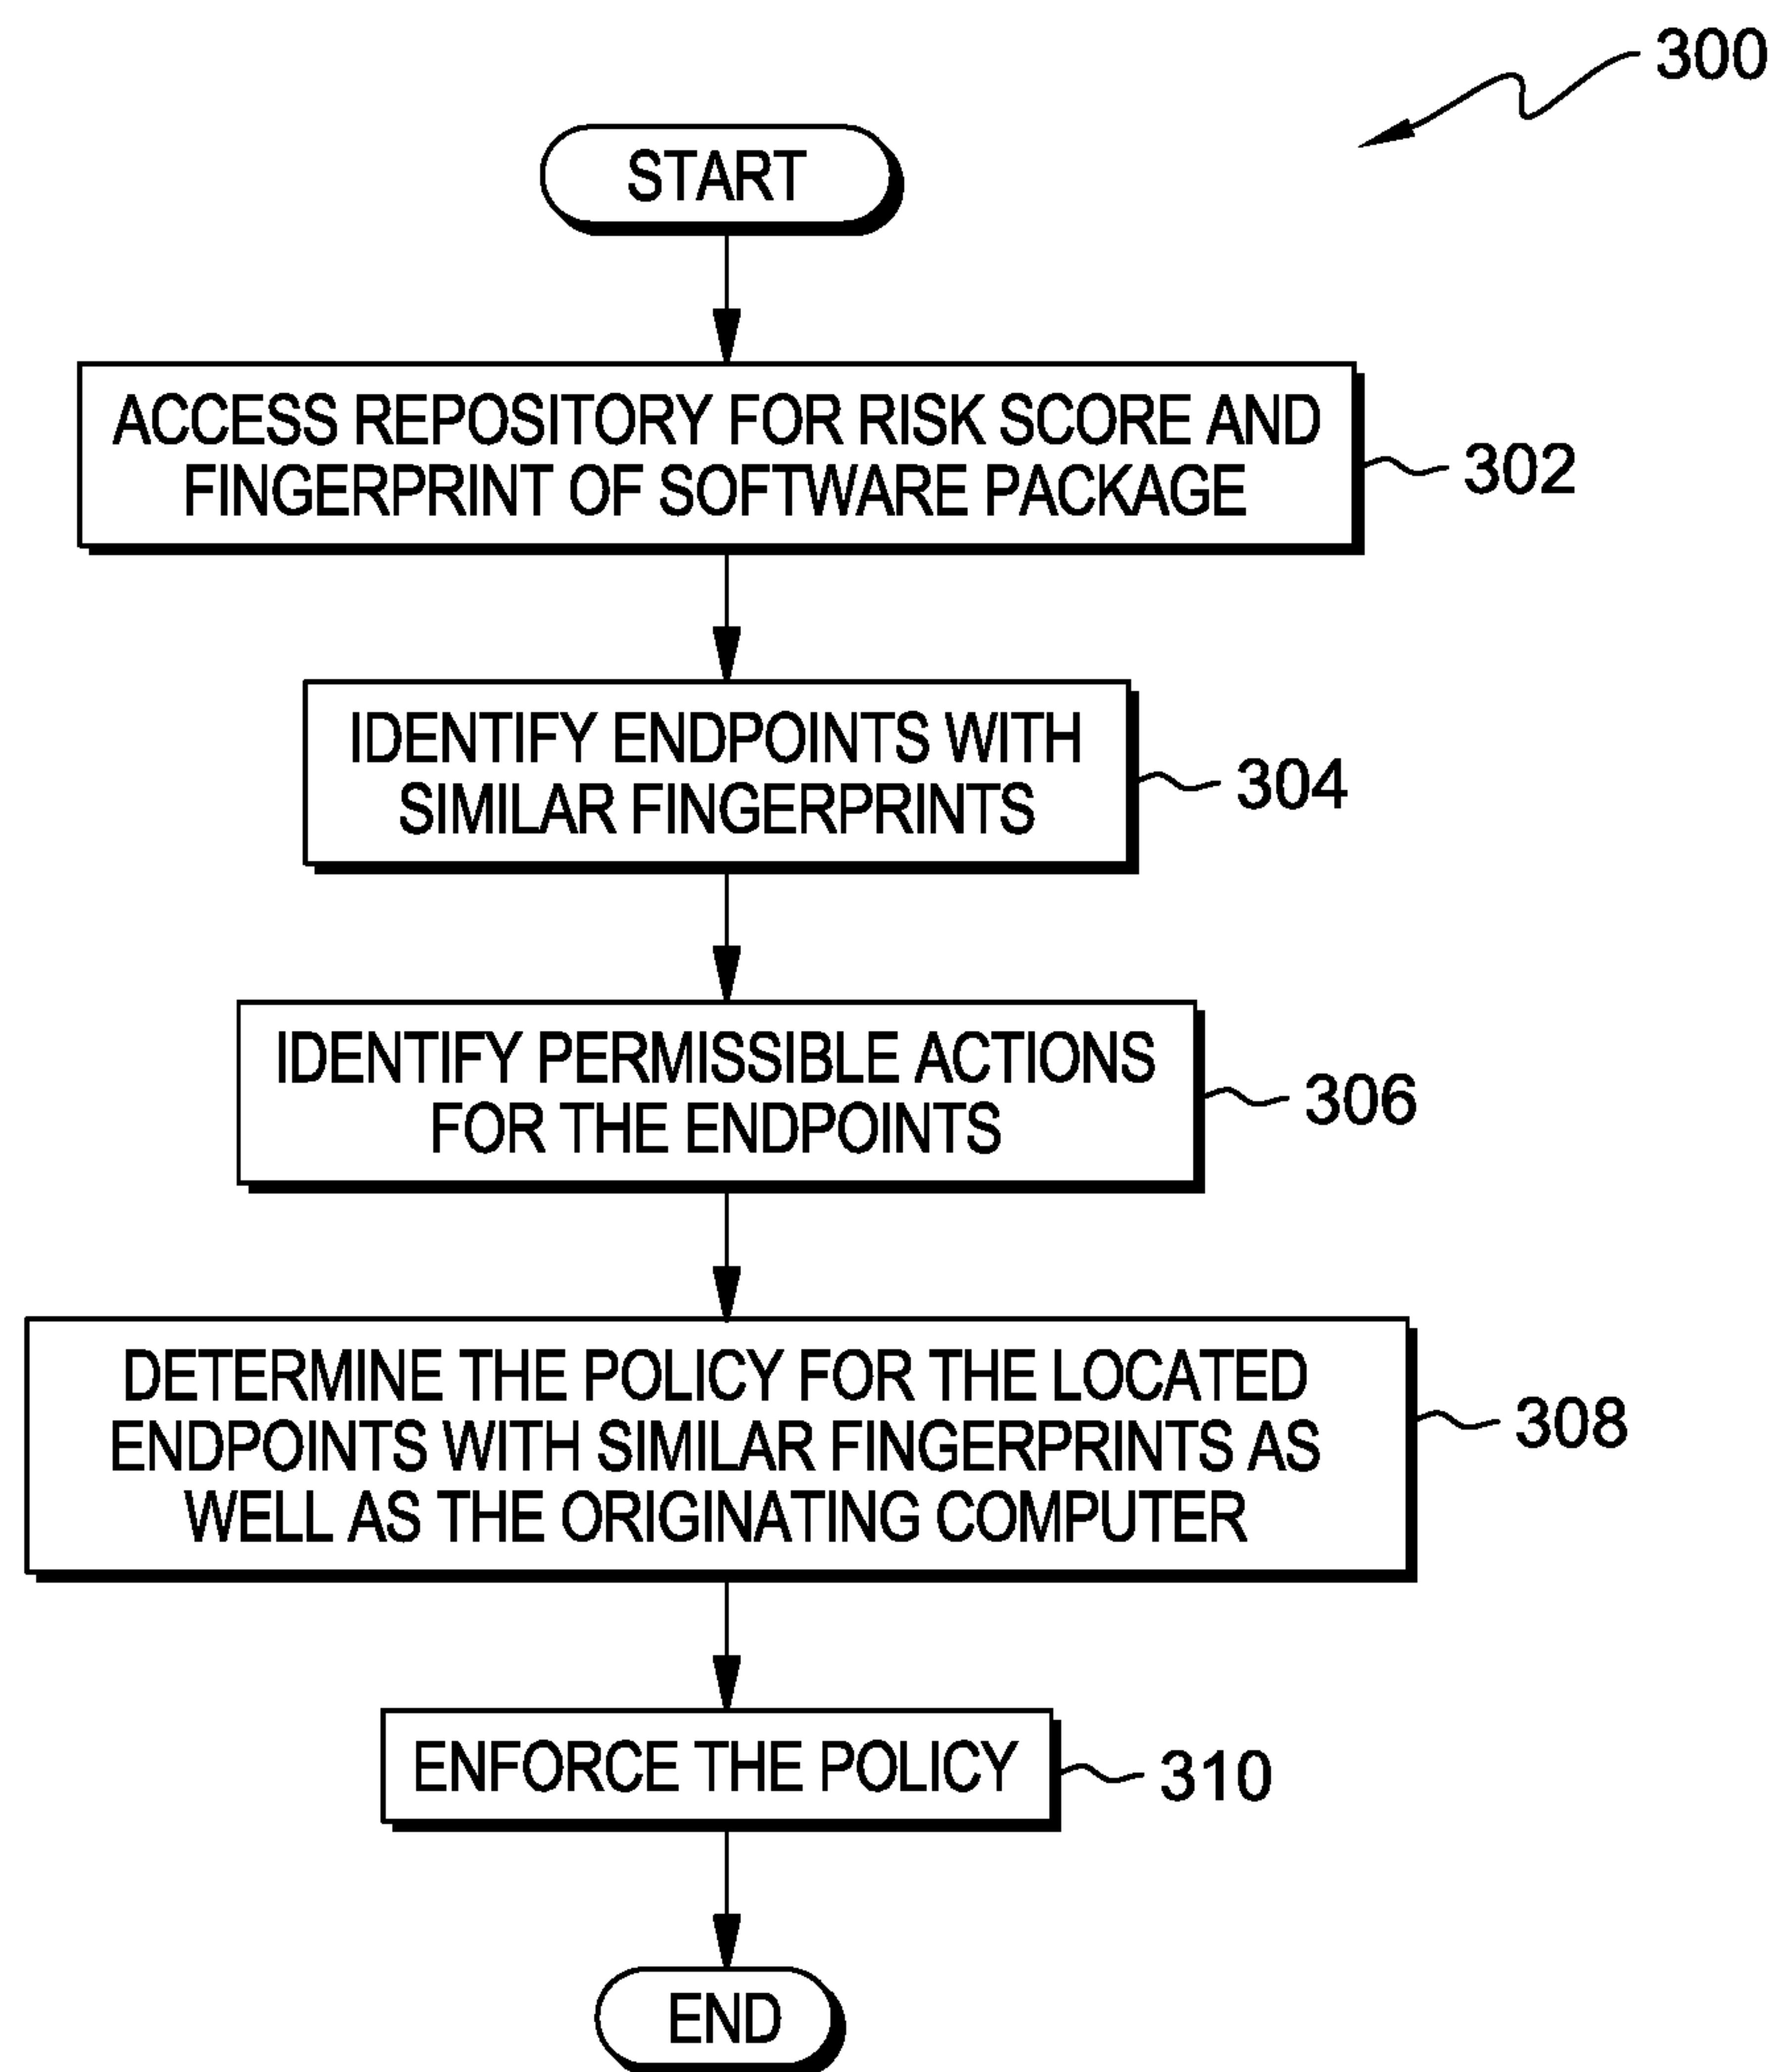 300
START
ACCESS REPOSITORY FOR RISK SCORE AND
FINGERPRINT OF SOFTWARE PACKAGE
302
IDENTIFY ENDPOINTS WITH
SIMILAR FINGERPRINTS
304
IDENTIFY PERMISSIBLE ACTIONS
FOR THE ENDPOINTS
306
DETERMINE THE POLICY FOR THE LOCATED
ENDPOINTS WITH SIMILAR FINGERPRINTS AS
WELL AS THE ORIGINATING COMPUTER
308
ENFORCE THE POLICY
310
END